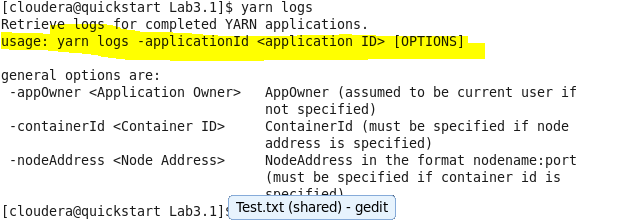 [cloudera@quickstart Lab3.1]$ yarn logs
Retrieve logs for completed YARN applications.
usage: yarn logs -applicationId <application ID> [OPTIONS]
general options are:
 -appOwner <Application Owner>   AppOwner (assumed to be current user if
                                 not specified)
 -containerId <Container ID>     ContainerId (must be specified if node
                                 address is specified)
 -nodeAddress <Node Address>     NodeAddress in the format nodename:port
                                 (must be specified if container id is
                                 specified)
[cloudera@quickstart Lab3.1]$
Test.txt (shared) - gedit